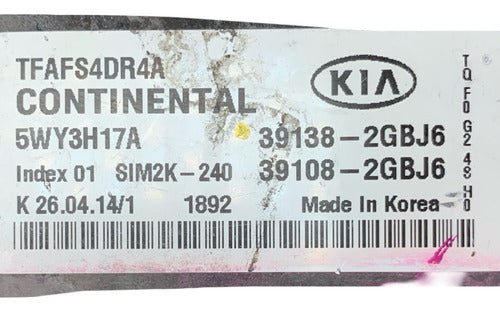 TFAFS4DR4A
KIA
CONTINENTAL
5WY3H17A 39138-2GBJ6
Index 01 SIM2K-240 39108-2GBJ6
K 26.04.14/1 1892 Made In Korea
TQ F0 G2 48 H0